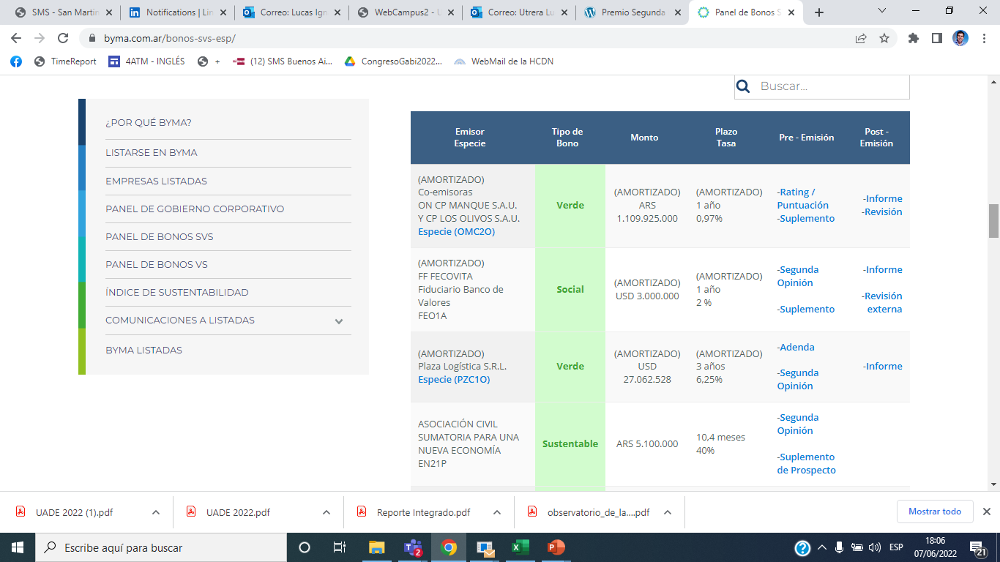 SMS - San Martin
Notifications | Lin
Correo: Lucas Ign
WebCampus2 - U
Correo: Utrera Lu
Premio Segunda
Panel de Bonos S
byma.com.ar/bonos-svs-esp/
TimeReport
4ATM - INGLÉS
+
(12) SMS Buenos Ai...
CongresoGabi2022...
WebMail de la HCDN
Buscar...
¿POR QUÉ BYMA?
LISTARSE EN BYMA
EMPRESAS LISTADAS
PANEL DE GOBIERNO CORPORATIVO
PANEL DE BONOS SVS
PANEL DE BONOS VS
ÍNDICE DE SUSTENTABILIDAD
COMUNICACIONES A LISTADAS
BYMA LISTADAS
Emisor
Especie
Tipo de
Bono
Monto
Plazo
Tasa
Pre - Emisión
Post -
Emisión
(AMORTIZADO)
Co-emisoras
ON CP MANQUE S.A.U.
Y CP LOS OLIVOS S.A.U.
Especie (OMC2O)
Verde
(AMORTIZADO)
ARS
1.109.925.000
(AMORTIZADO)
1 año
0,97%
-Rating /
Puntuación
-Suplemento
-Informe
-Revisión
(AMORTIZADO)
FF FECOVITA
Fiduciario Banco de
Valores
FEO1A
Social
(AMORTIZADO)
USD 3.000.000
(AMORTIZADO)
1 año
2 %
-Segunda
Opinión
-Suplemento
-Informe
-Revisión
externa
(AMORTIZADO)
Plaza Logística S.R.L.
Especie (PZC1O)
Verde
(AMORTIZADO)
USD
27.062.528
(AMORTIZADO)
3 años
6,25%
-Adenda
-Segunda
Opinión
-Informe
ASOCIACIÓN CIVIL
SUMATORIA PARA UNA
NUEVA ECONOMÍA
EN21P
Sustentable
ARS 5.100.000
10,4 meses
40%
-Segunda
Opinión
-Suplemento
de Prospecto
UADE 2022 (1).pdf
UADE 2022.pdf
Reporte Integrado.pdf
observatorio_de_la....pdf
Mostrar todo
Escribe aquí para buscar
2
ESP
18:06
07/06/2022
21